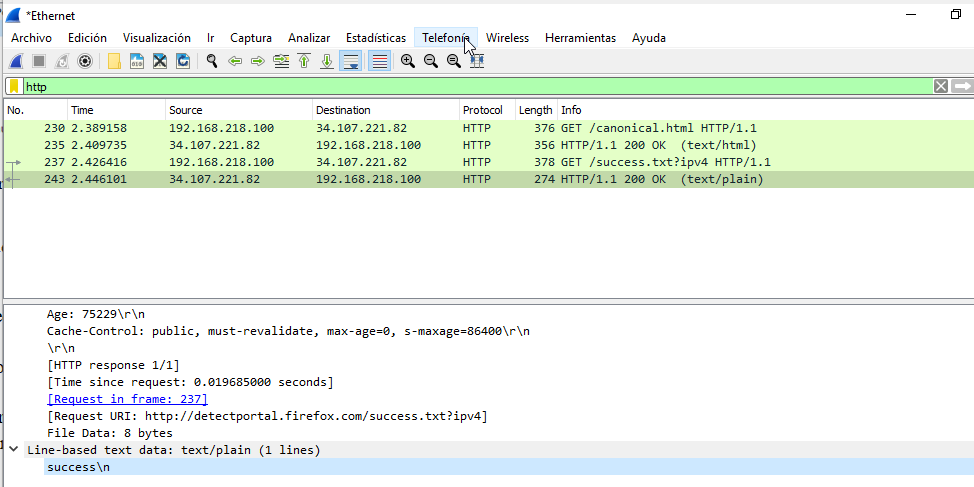 *Ethernet
Archivo Edición Visualización Ir Captura Analizar Estadísticas Telefonía Wireless Herramientas Ayuda
http
No. Time Source Destination Protocol Length Info
230 2.389158 192.168.218.100 34.107.221.82 HTTP 376 GET /canonical.html HTTP/1.1
235 2.409735 34.107.221.82 192.168.218.100 HTTP 356 HTTP/1.1 200 OK (text/html)
237 2.426416 192.168.218.100 34.107.221.82 HTTP 378 GET /success.txt?ipv4 HTTP/1.1
243 2.446101 34.107.221.82 192.168.218.100 HTTP 274 HTTP/1.1 200 OK (text/plain)
Age: 75229\r\n
Cache-Control: public, must-revalidate, max-age=0, s-maxage=86400\r\n
\r\n
[HTTP response 1/1]
[Time since request: 0.019685000 seconds]
[Request in frame: 237]
[Request URI: http://detectportal.firefox.com/success.txt?ipv4]
File Data: 8 bytes
Line-based text data: text/plain (1 lines)
success\n